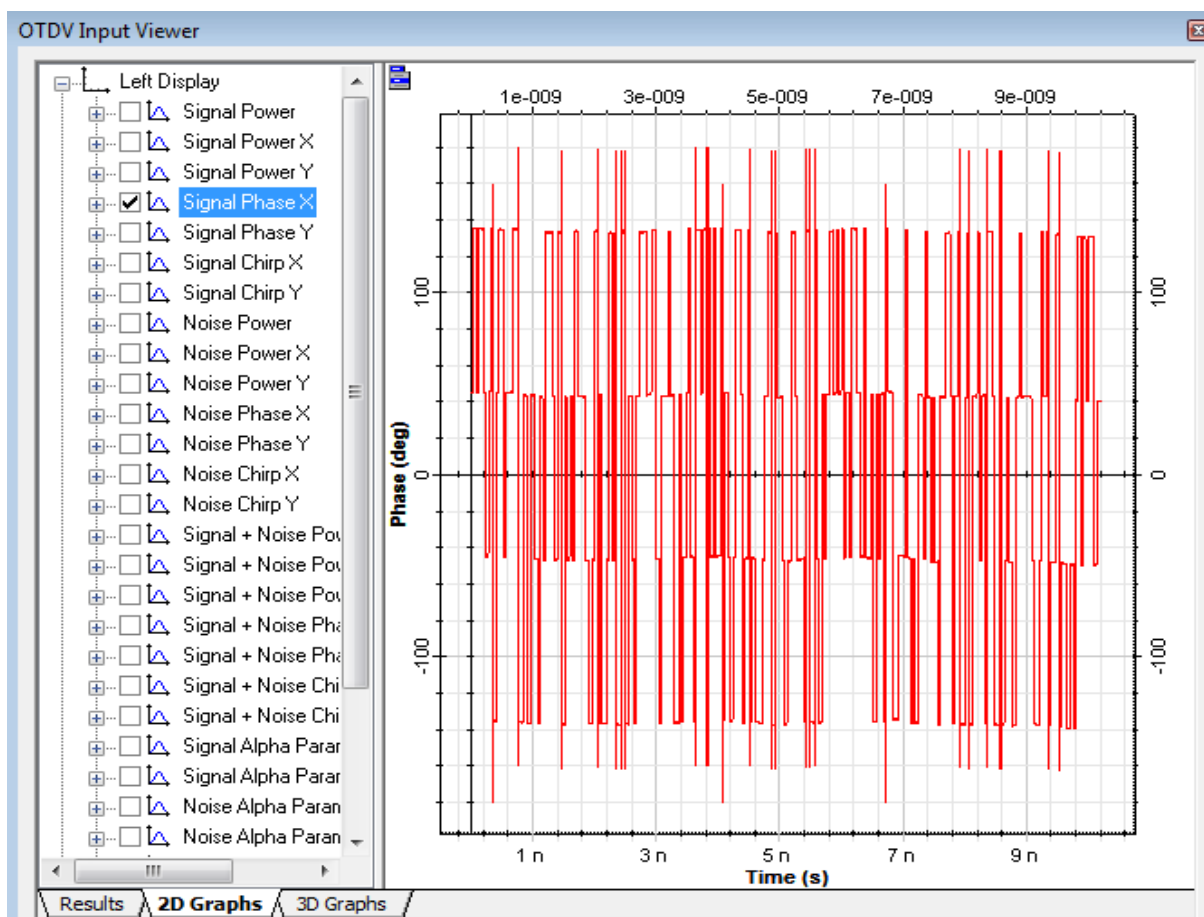 OTDV Input Viewer
Left Display
Signal Power
Signal Power X
Signal Power Y
Signal Phase X
Signal Phase Y
Signal Chirp X
Signal Chirp Y
Noise Power
Noise Power X
Noise Power Y
Noise Phase X
Noise Phase Y
Noise Chirp X
Noise Chirp Y
Signal + Noise Pov
Signal + Noise Pov
Signal + Noise Pov
Signal + Noise Pha
Signal + Noise Pha
Signal + Noise Chi
Signal + Noise Chi
Signal Alpha Parar
Signal Alpha Parar
Noise Alpha Param
Noise Alpha Param
1e-009 3e-009 5e-009 7e-009 9e-009
Phase (deg)
100 100
0 0
-100 -100
1 n 3 n 5 n 7 n 9 n
Time (s)
Results 2D Graphs 3D Graphs